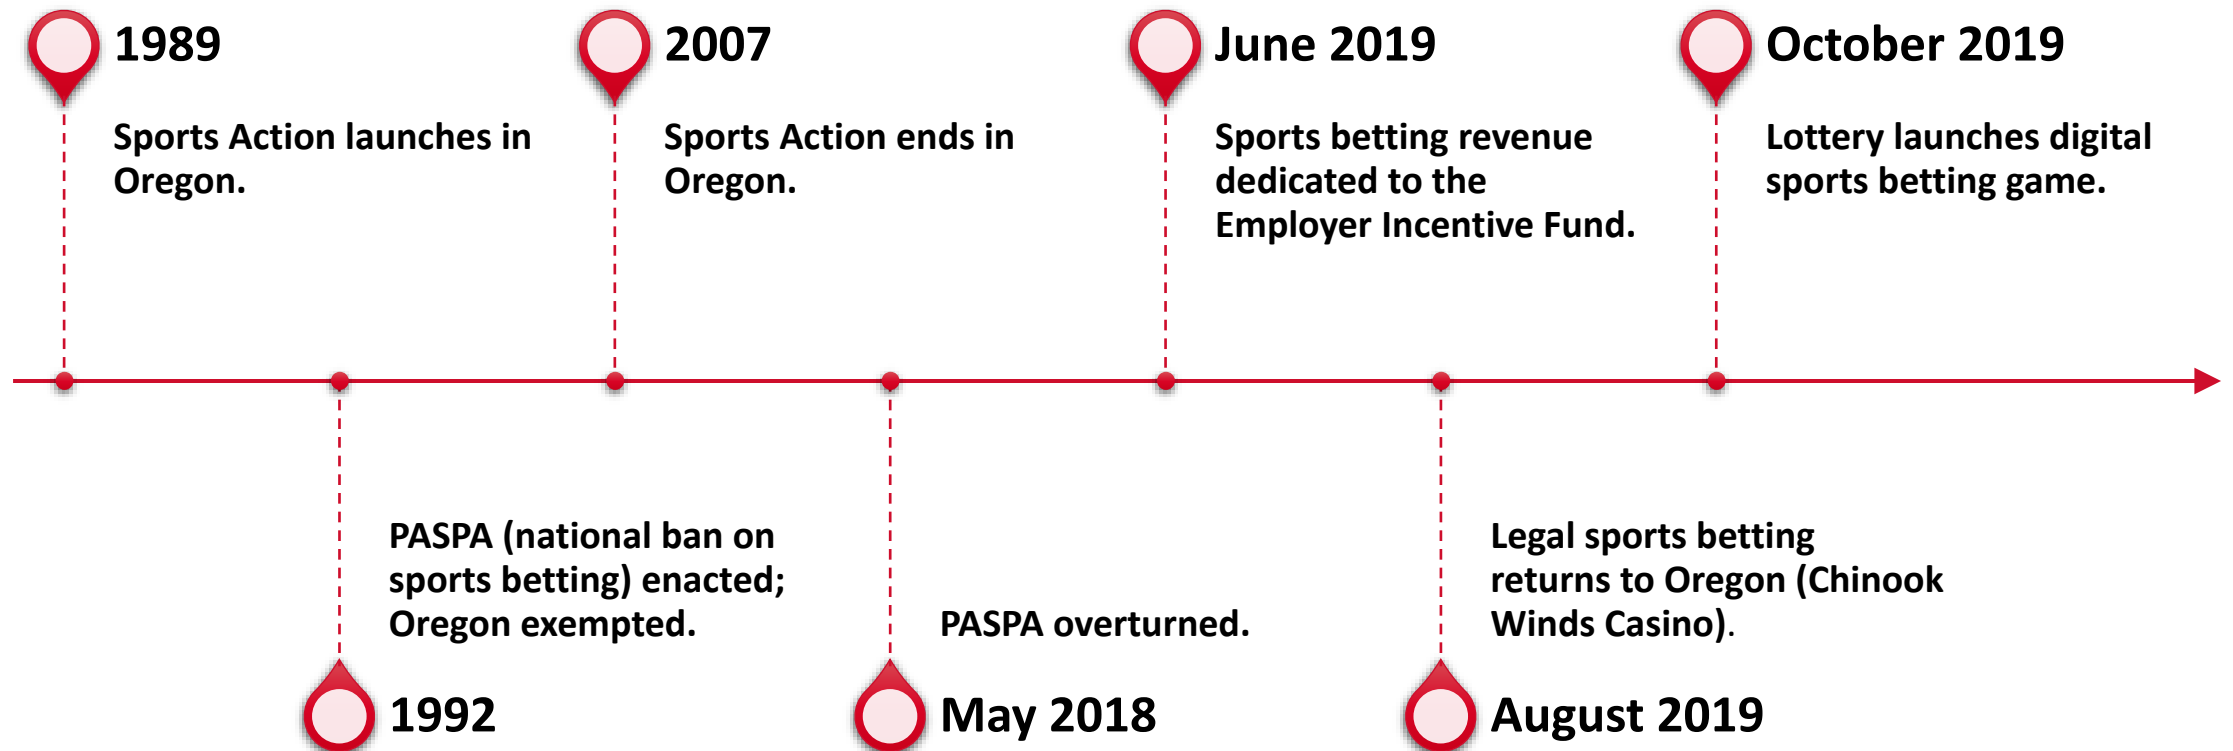 1989
Sports Action launches in
Oregon.
2007
Sports Action ends in
Oregon.
June 2019
Sports betting revenue
dedicated to the
Employer Incentive Fund.
October 2019
Lottery launches digital
sports betting game.
PASPA (national ban on
sports betting) enacted;
Oregon exempted.
1992
PASPA overturned.
May 2018
Legal sports betting
returns to Oregon (Chinook
Winds Casino).
August 2019